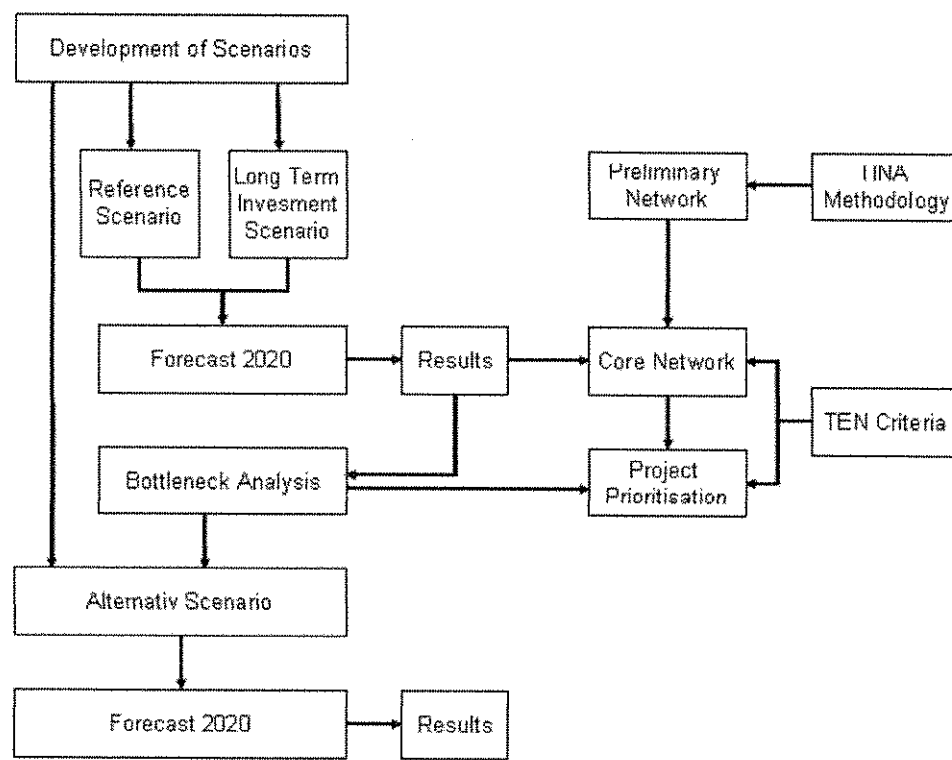 Development of Scenarios
Reference
Scenario
Long Term
Invesment
Scenario
Preliminary
Network
TINA
Methodology
Forecast 2020
Results
Core Network
TEN Criteria
Bottleneck Analysis
Project
Prioritisation
Alternativ Scenario
Forecast 2020
Results